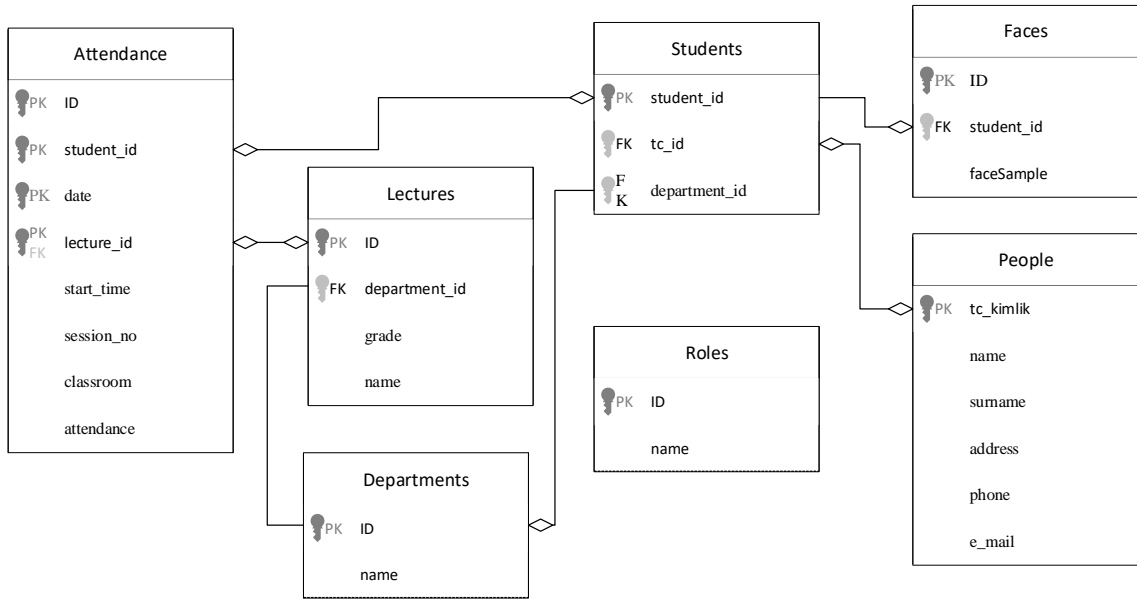 Attendance
PK ID
PK student_id
PK date
PK
FK lecture_id
start_time
session_no
classroom
attendance
Lectures
PK ID
FK department_id
grade
name
Departments
PK ID
name
Students
PK student_id
FK tc_id
F
K department_id
Roles
PK ID
name
Faces
PK ID
FK student_id
faceSample
People
PK tc_kimlik
name
surname
address
phone
e_mail